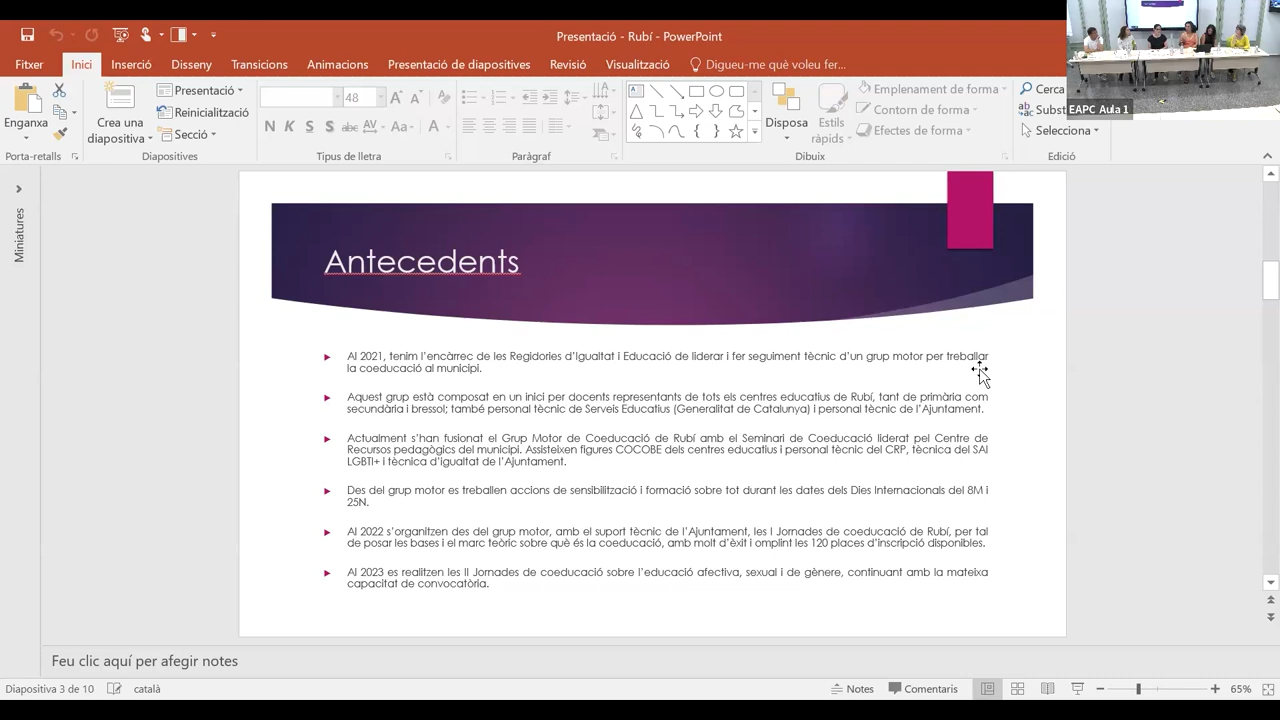 Presentació - Rubí - PowerPoint
Fitxer Inici Inserció Disseny Transicions Animacions Presentació de diapositives Revisió Visualització Digueu-me què voleu fer...
Enganxa
Porta-retalls
Crea una diapositiva
Presentació
Reinicialització
Secció
Diapositives
48
N K S S abc AV Aa A
Tipus de lletra
Paràgraf
Disposa
Estils ràpids
Emplenament de forma
Contorn de forma
Efectes de forma
Dibuix
Cerca
Selecciona
Edició
EAPC Aula 1
Miniatures
Antecedents
Al 2021, tenim l'encàrrec de les Regidories d'Igualtat i Educació de liderar i fer seguiment tècnic d'un grup motor per treballar
la coeducació al municipi.
Aquest grup està composat en un inici per docents representants de tots els centres educatius de Rubí, tant de primària com
secundària i bressol; també personal tècnic de Serveis Educatius (Generalitat de Catalunya) i personal tècnic de l'Ajuntament.
Actualment s'han fusionat el Grup Motor de Coeducació de Rubí amb el Seminari de Coeducació liderat pel Centre de
Recursos pedagògics del municipi. Assisteixen figures COCOBE dels centres educatius i personal tècnic del CRP, tècnica del SAI
LGBTI+ i tècnica d'igualtat de l'Ajuntament.
Des del grup motor es treballen accions de sensibilització i formació sobre tot durant les dates dels Dies Internacionals del 8M i
25N.
Al 2022 s'organitzen des del grup motor, amb el suport tècnic de l'Ajuntament, les I Jornades de coeducació de Rubí, per tal
de posar les bases i el marc teòric sobre què és la coeducació, amb molt d'èxit i omplint les 120 places d'inscripció disponibles.
Al 2023 es realitzen les II Jornades de coeducació sobre l'educació afectiva, sexual i de gènere, continuant amb la mateixa
capacitat de convocatòria.
Feu clic aquí per afegir notes
Diapositiva 3 de 10 català Notes Comentaris 65%